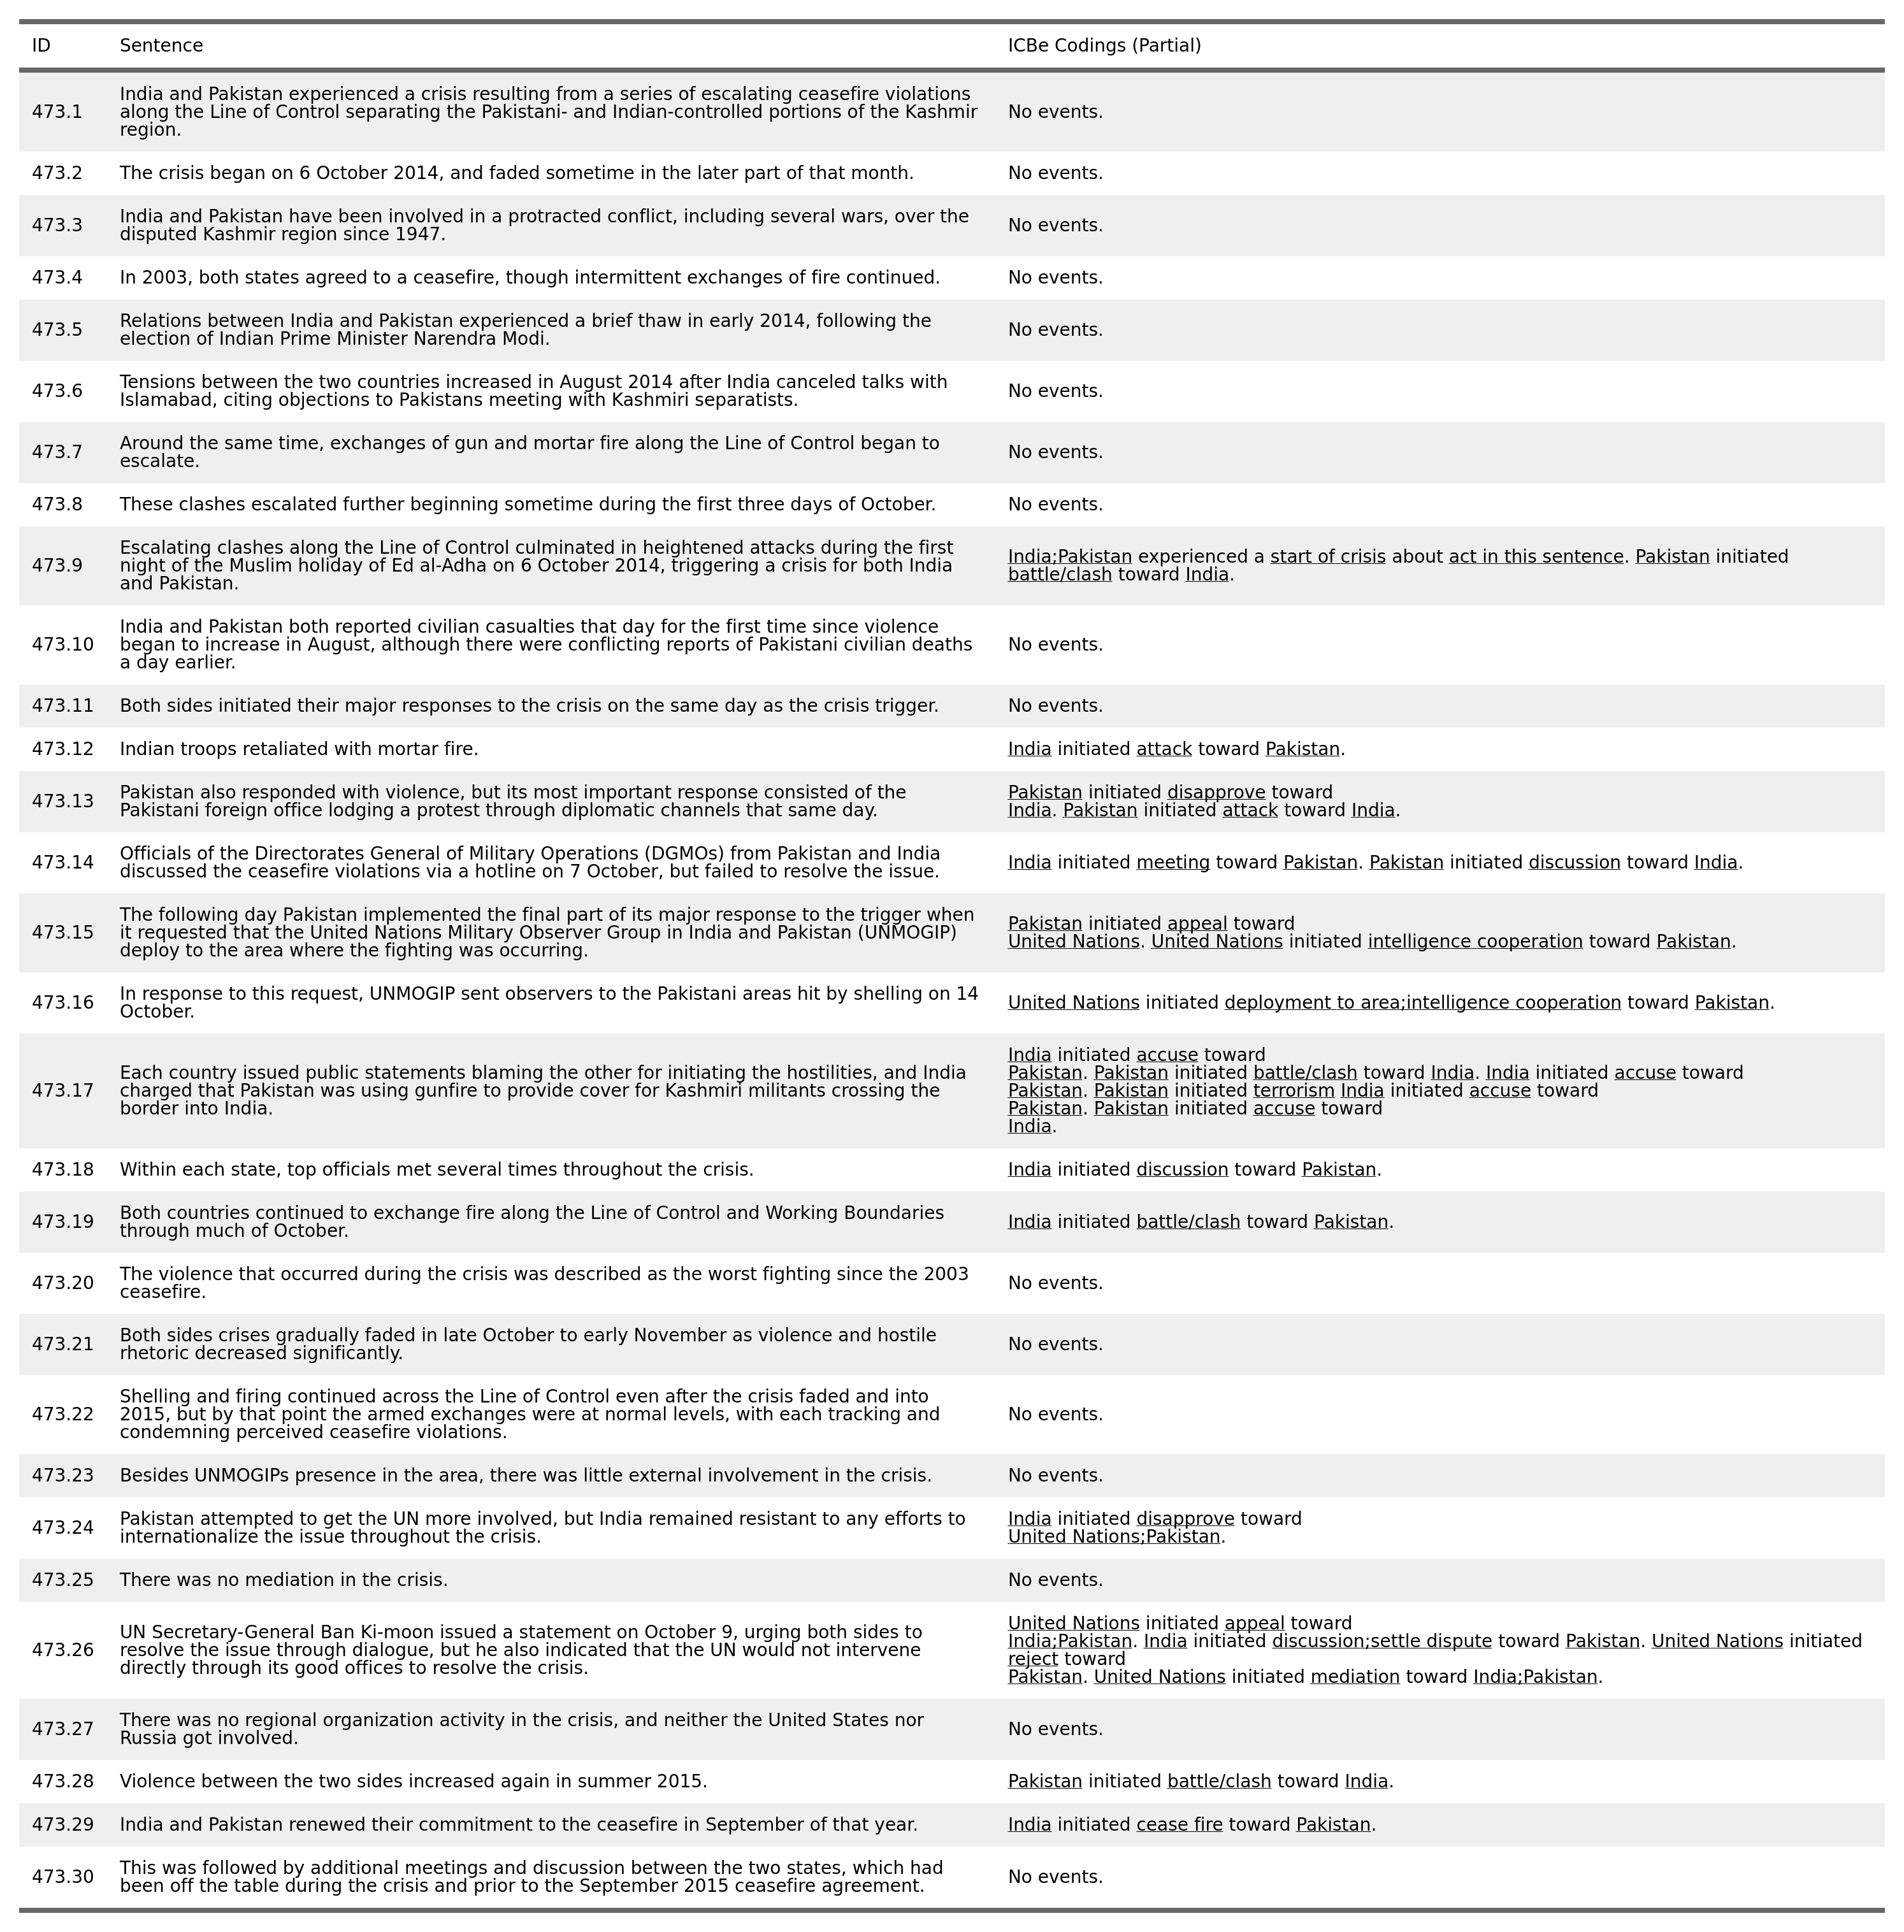 ID Sentence ICBe Codings (Partial)
473.1 India and Pakistan experienced a crisis resulting from a series of escalating ceasefire violations
along the Line of Control separating the Pakistani- and Indian-controlled portions of the Kashmir
region.
No events.
473.2 The crisis began on 6 October 2014, and faded sometime in the later part of that month. No events.
473.3 India and Pakistan have been involved in a protracted conflict, including several wars, over the
disputed Kashmir region since 1947.
No events.
473.4 In 2003, both states agreed to a ceasefire, though intermittent exchanges of fire continued. No events.
473.5 Relations between India and Pakistan experienced a brief thaw in early 2014, following the
election of Indian Prime Minister Narendra Modi.
No events.
473.6 Tensions between the two countries increased in August 2014 after India canceled talks with
Islamabad, citing objections to Pakistans meeting with Kashmiri separatists.
No events.
473.7 Around the same time, exchanges of gun and mortar fire along the Line of Control began to
escalate.
No events.
473.8 These clashes escalated further beginning sometime during the first three days of October. No events.
473.9 Escalating clashes along the Line of Control culminated in heightened attacks during the first
night of the Muslim holiday of Ed al-Adha on 6 October 2014, triggering a crisis for both India
and Pakistan.
India;Pakistan experienced a start of crisis about act in this sentence. Pakistan initiated
battle/clash toward India.
473.10 India and Pakistan both reported civilian casualties that day for the first time since violence
began to increase in August, although there were conflicting reports of Pakistani civilian deaths
a day earlier.
No events.
473.11 Both sides initiated their major responses to the crisis on the same day as the crisis trigger. No events.
473.12 Indian troops retaliated with mortar fire. India initiated attack toward Pakistan.
473.13 Pakistan also responded with violence, but its most important response consisted of the
Pakistani foreign office lodging a protest through diplomatic channels that same day.
Pakistan initiated disapprove toward
India. Pakistan initiated attack toward India.
473.14 Officials of the Directorates General of Military Operations (DGMOs) from Pakistan and India
discussed the ceasefire violations via a hotline on 7 October, but failed to resolve the issue.
India initiated meeting toward Pakistan. Pakistan initiated discussion toward India.
473.15 The following day Pakistan implemented the final part of its major response to the trigger when
it requested that the United Nations Military Observer Group in India and Pakistan (UNMOGIP)
deploy to the area where the fighting was occurring.
Pakistan initiated appeal toward
United Nations. United Nations initiated intelligence cooperation toward Pakistan.
473.16 In response to this request, UNMOGIP sent observers to the Pakistani areas hit by shelling on 14
October.
United Nations initiated deployment to area;intelligence cooperation toward Pakistan.
473.17 Each country issued public statements blaming the other for initiating the hostilities, and India
charged that Pakistan was using gunfire to provide cover for Kashmiri militants crossing the
border into India.
India initiated accuse toward
Pakistan. Pakistan initiated battle/clash toward India. India initiated accuse toward
Pakistan. Pakistan initiated terrorism India initiated accuse toward
Pakistan. Pakistan initiated accuse toward
India.
473.18 Within each state, top officials met several times throughout the crisis. India initiated discussion toward Pakistan.
473.19 Both countries continued to exchange fire along the Line of Control and Working Boundaries
through much of October.
India initiated battle/clash toward Pakistan.
473.20 The violence that occurred during the crisis was described as the worst fighting since the 2003
ceasefire.
No events.
473.21 Both sides crises gradually faded in late October to early November as violence and hostile
rhetoric decreased significantly.
No events.
473.22 Shelling and firing continued across the Line of Control even after the crisis faded and into
2015, but by that point the armed exchanges were at normal levels, with each tracking and
condemning perceived ceasefire violations.
No events.
473.23 Besides UNMOGIPs presence in the area, there was little external involvement in the crisis. No events.
473.24 Pakistan attempted to get the UN more involved, but India remained resistant to any efforts to
internationalize the issue throughout the crisis.
India initiated disapprove toward
United Nations;Pakistan.
473.25 There was no mediation in the crisis. No events.
473.26 UN Secretary-General Ban Ki-moon issued a statement on October 9, urging both sides to
resolve the issue through dialogue, but he also indicated that the UN would not intervene
directly through its good offices to resolve the crisis.
United Nations initiated appeal toward
India;Pakistan. India initiated discussion;settle dispute toward Pakistan. United Nations initiated
reject toward
Pakistan. United Nations initiated mediation toward India;Pakistan.
473.27 There was no regional organization activity in the crisis, and neither the United States nor
Russia got involved.
No events.
473.28 Violence between the two sides increased again in summer 2015. Pakistan initiated battle/clash toward India.
473.29 India and Pakistan renewed their commitment to the ceasefire in September of that year. India initiated cease fire toward Pakistan.
473.30 This was followed by additional meetings and discussion between the two states, which had
been off the table during the crisis and prior to the September 2015 ceasefire agreement.
No events.